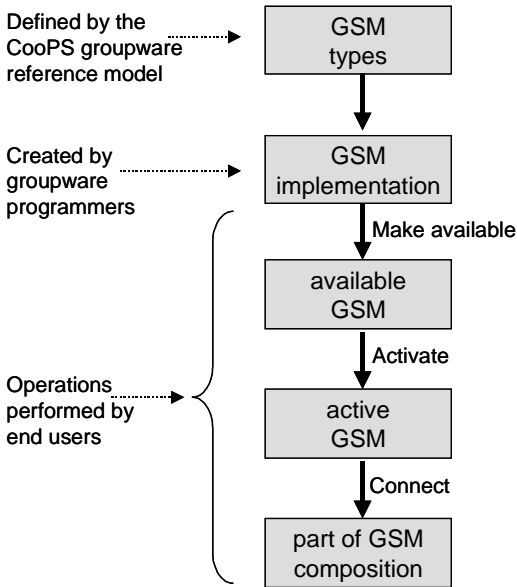 Defined by the
CooPS groupware
reference model
GSM
types
Created by
groupware
programmers
GSM
implementation
Make available
available
GSM
Activate
Operations
performed by
end users
active
GSM
Connect
part of GSM
composition